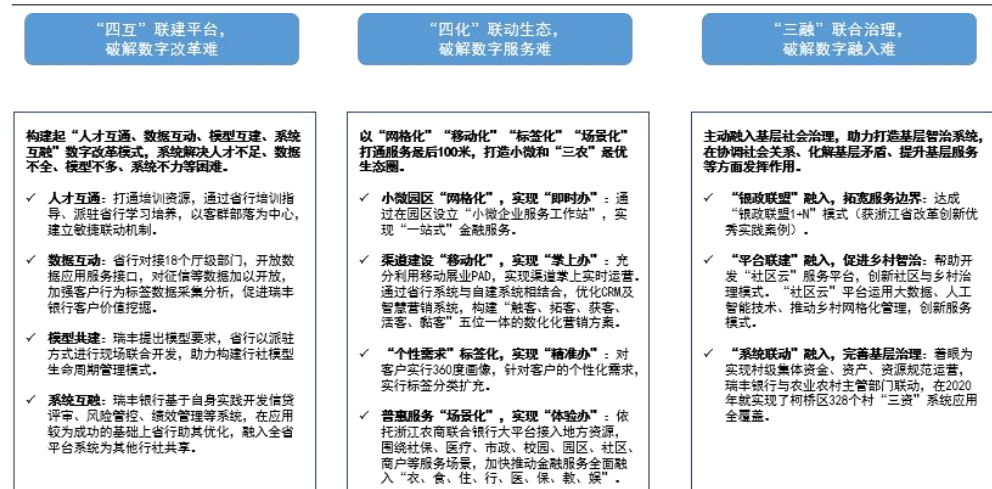 “四互”联建平台，
破解数字改革难
构建起“人才互通、数据互动、模型互建、系统
互融”数字改革模式，系统解决人才不足、数据
不全、模型不多、系统不力等困难。
✓ 人才互通：打通培训资源，通过省行培训指
导、派驻省行学习培养，以客群部落为中心，
建立敏捷联动机制。
✓ 数据互动：省行对接18个厅级部门，开放数
据应用服务接口，对征信等数据加以开放，
加强客户行为标签数据采集分析，促进瑞丰
银行客户价值挖掘。
✓ 模型共建：瑞丰提出模型要求，省行以派驻
方式进行现场联合开发，助力构建行社模型
生命周期管理模式。
✓ 系统互融：瑞丰银行基于自身实践开发信贷
评审、风险管控、绩效管理等系统，在应用
较为成功的基础上省行助其优化，融入全省
平台系统为其他行社共享。
“四化”联动生态，
破解数字服务难
以“网格化”“移动化”“标签化”“场景化”
打通服务最后100米，打造小微和“三农”最优
生态圈。
✓ 小微园区“网格化”，实现“即时办”：通
过在园区设立“小微企业服务工作站”，实
现“一站式”金融服务。
✓ 渠道建设“移动化”，实现“掌上办”：充
分利用移动展业PAD，实现渠道掌上实时运营。
通过省行系统与自建系统相结合，优化CRM及
智慧营销系统，构建“触客、拓客、获客、
活客、黏客”五位一体的数化化营销方案。
✓ “个性需求”标签化，实现“精准办”：对
客户实行360度画像，针对客户的个性化需求，
实行标签分类扩充。
✓ 普惠服务“场景化”，实现“体验办”：依
托浙江农商联合银行大平台接入地方资源，
围绕社保、医疗、市政、校园、园区、社区、
商户等服务场景，加快推动金融服务全面融
入“衣、食、住、行、医、保、教、娱”。
“三融”联合治理，
破解数字融入难
主动融入基层社会治理，助力打造基层智治系统，
在协调社会关系、化解基层矛盾、提升基层服务
等方面发挥作用。
✓ “银政联盟”融入，拓宽服务边界：达成
“银政联盟1+N”模式（获浙江省改革创新优
秀实践案例）。
✓ “平台联建”融入，促进乡村智治：帮助开
发“社区云”服务平台，创新社区与乡村治
理模式。“社区云”平台运用大数据、人工
智能技术、推动乡村网格化管理，创新服务
模式。
✓ “系统联动”融入，完善基层治理：着眼为
实现村级集体资金、资产、资源规范运营，
瑞丰银行与农业农村主管部门联动，在2020
年就实现了柯桥区328个村“三资”系统应用
全覆盖。